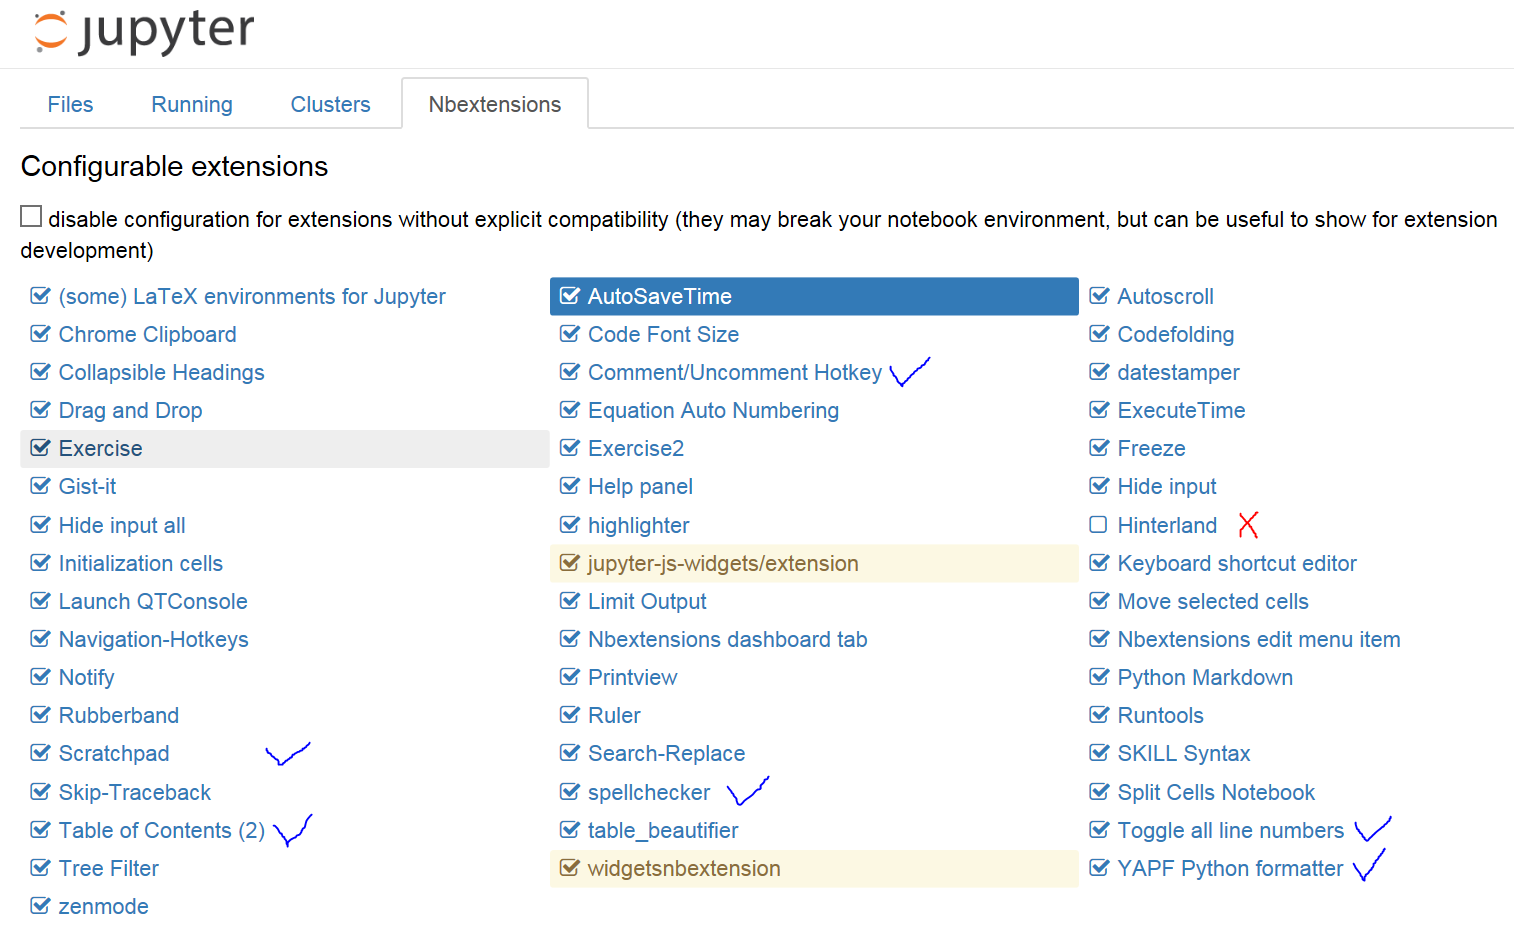 jupyter
Files Running Clusters Nbextensions
Configurable extensions
disable configuration for extensions without explicit compatibility (they may break your notebook environment, but can be useful to show for extension
development)
(some) LaTeX environments for Jupyter AutoSaveTime Autoscroll
Chrome Clipboard Code Font Size Codefolding
Collapsible Headings Comment/Uncomment Hotkey datestamper
Drag and Drop Equation Auto Numbering ExecuteTime
Exercise Exercise2 Freeze
Gist-it Help panel Hide input
Hide input all highlighter Hinterland
Initialization cells jupyter-js-widgets/extension Keyboard shortcut editor
Launch QTConsole Limit Output Move selected cells
Navigation-Hotkeys Nbextensions dashboard tab Nbextensions edit menu item
Notify Printview Python Markdown
Rubberband Ruler Runtools
Scratchpad Search-Replace SKILL Syntax
Skip-Traceback spellchecker Split Cells Notebook
Table of Contents (2) table_beautifier Toggle all line numbers
Tree Filter widgetsnbextension YAPF Python formatter
zenmode